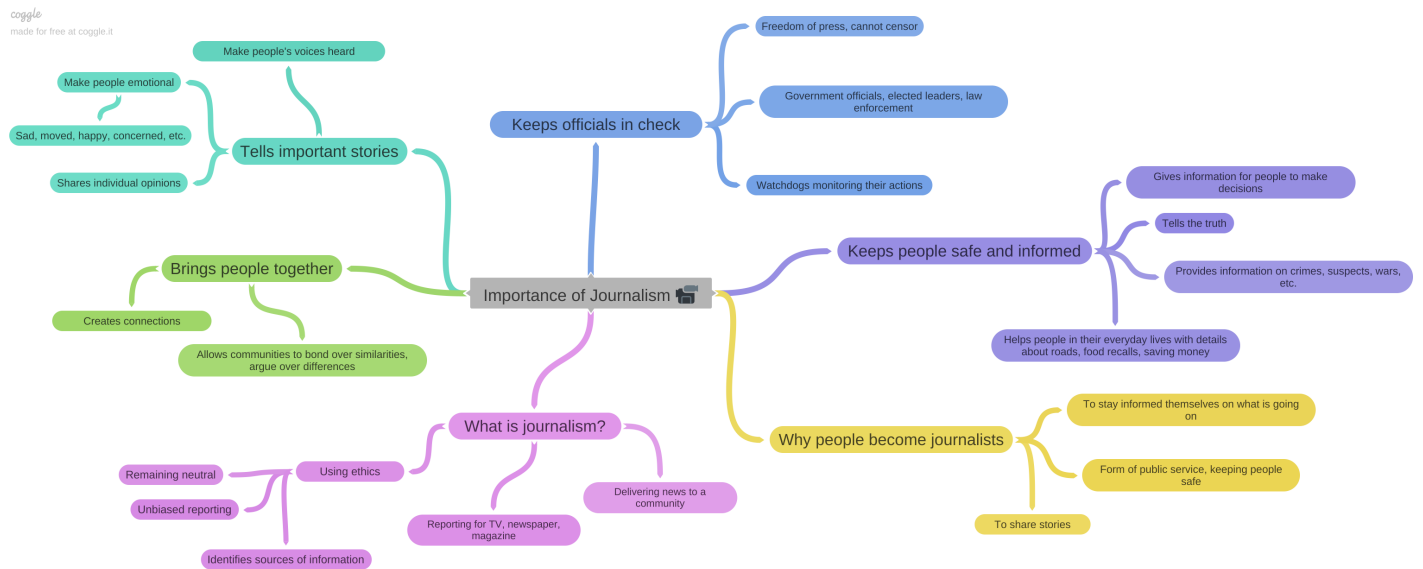 coggle
made for free at coggle.it
Importance of Journalism
Tells important stories
Make people's voices heard
Make people emotional
Sad, moved, happy, concerned, etc.
Shares individual opinions
Brings people together
Creates connections
Allows communities to bond over similarities,
argue over differences
What is journalism?
Using ethics
Remaining neutral
Unbiased reporting
Identifies sources of information
Reporting for TV, newspaper,
magazine
Delivering news to a
community
Keeps officials in check
Freedom of press, cannot censor
Government officials, elected leaders, law
enforcement
Watchdogs monitoring their actions
Keeps people safe and informed
Gives information for people to make
decisions
Tells the truth
Provides information on crimes, suspects, wars,
etc.
Helps people in their everyday lives with details
about roads, food recalls, saving money
Why people become journalists
To stay informed themselves on what is going
on
Form of public service, keeping people
safe
To share stories